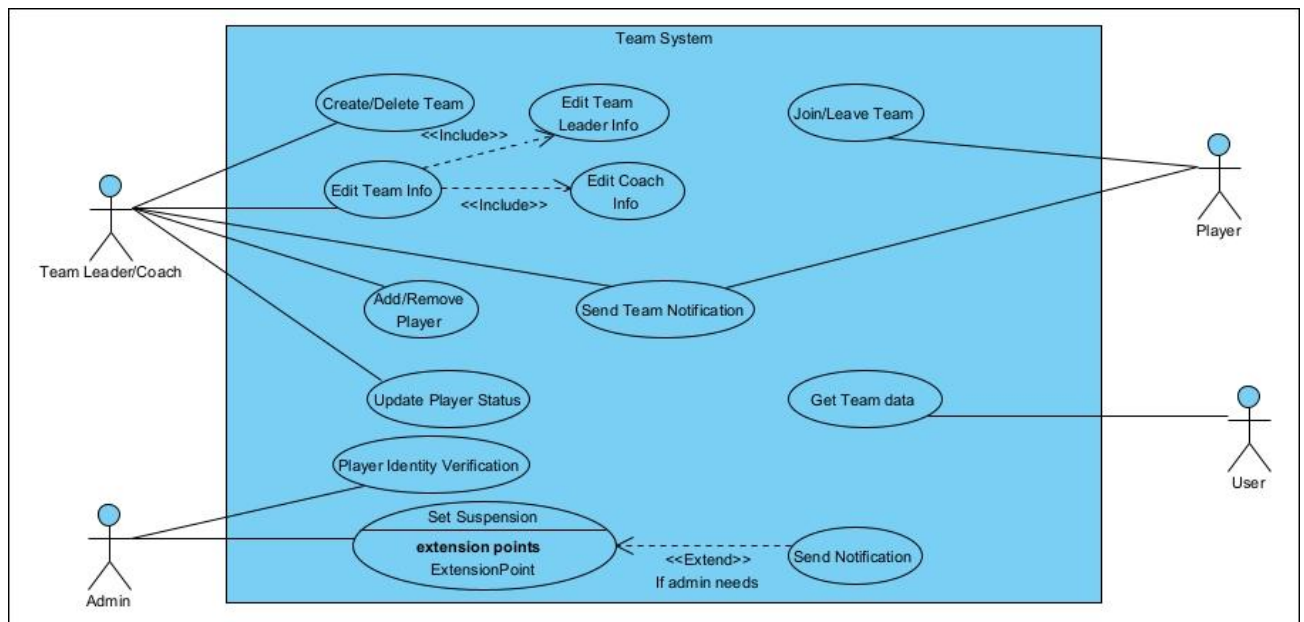 Team System
Create/Delete Team
Edit Team
Leader Info
Join/Leave Team
<<Include>>
Edit Team Info
Edit Coach
Info
<<Include>>
Team Leader/Coach
Player
Add/Remove
Player
Send Team Notification
Update Player Status
Get Team data
Player Identity Verification
User
Set Suspension
extension points
ExtensionPoint
<<Extend>>
If admin needs
Send Notification
Admin